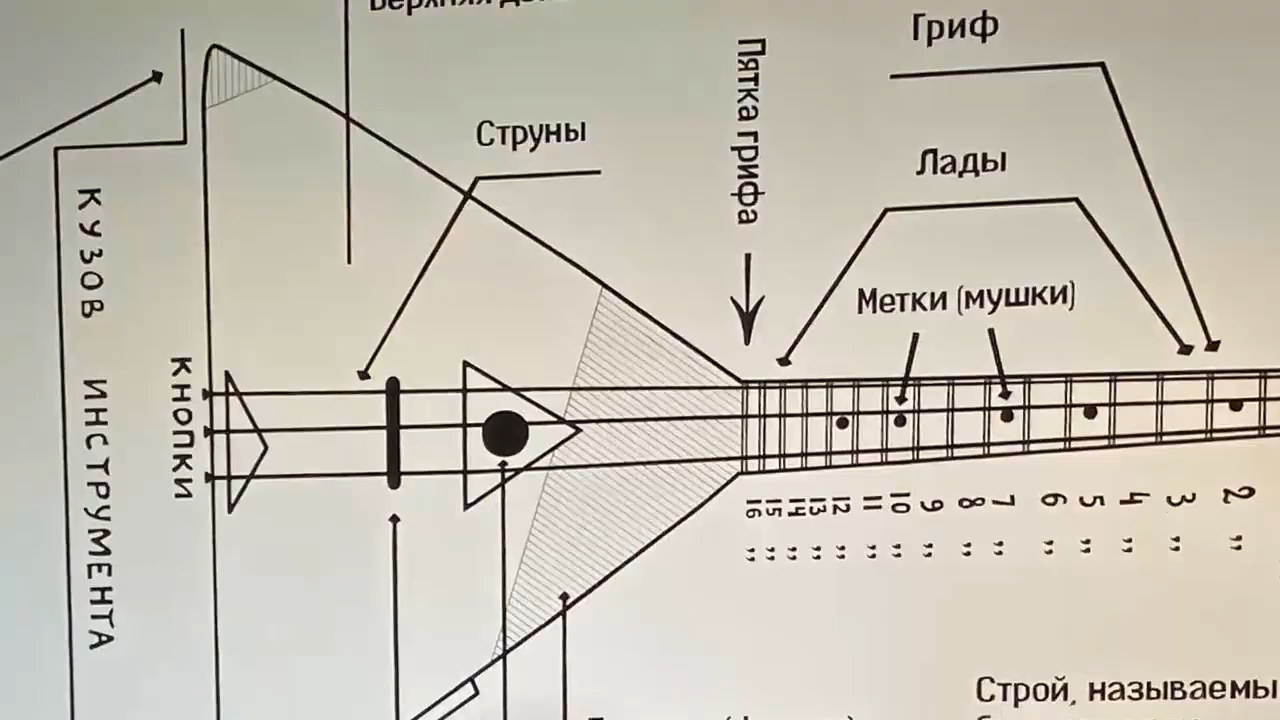 Верхняя
Гриф
Пятка грифа
Струны
Лады
Метки (мушки)
КУЗОВ ИНСТРУМЕНТА
КНОПКИ
16 15 14 13 12 11 10 9 8 7 6 5 4 3 2
,, ,, ,, ,, ,, ,, ,, ,, ,, ,, ,, ,, ,, ,, ,,
Строй, называемы